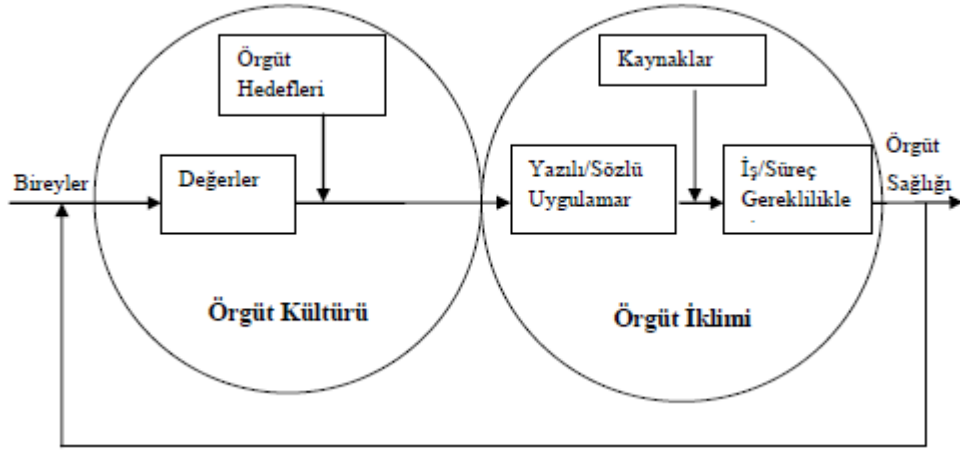 Örgüt
Hedefleri
Kaynaklar
Bireyler
Değerler
Yazılı/Sözlü
Uygulamar
İş/Süreç
Gereklilikle
Örgüt
Sağlığı
Örgüt Kültürü
Örgüt İklimi